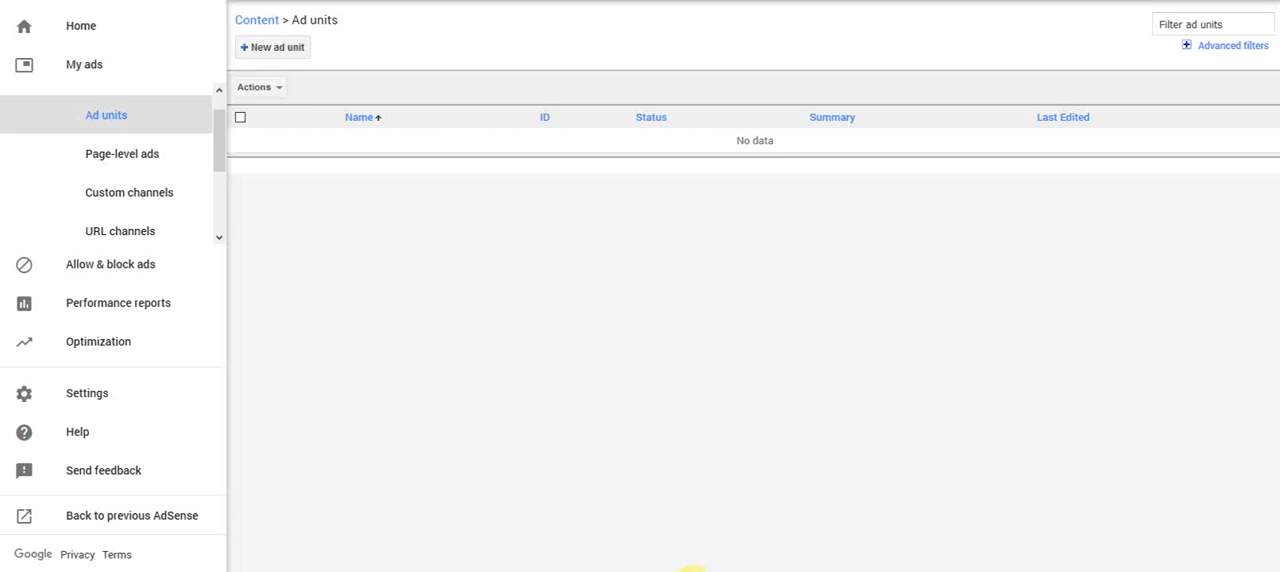 Home
My ads
Ad units
Page-level ads
Custom channels
URL channels
Allow & block ads
Performance reports
Optimization
Settings
Help
Send feedback
Back to previous AdSense
Google Privacy Terms
Content > Ad units
Filter ad units
+ New ad unit
+ Advanced filters
Actions
Name ID Status Summary Last Edited
No data